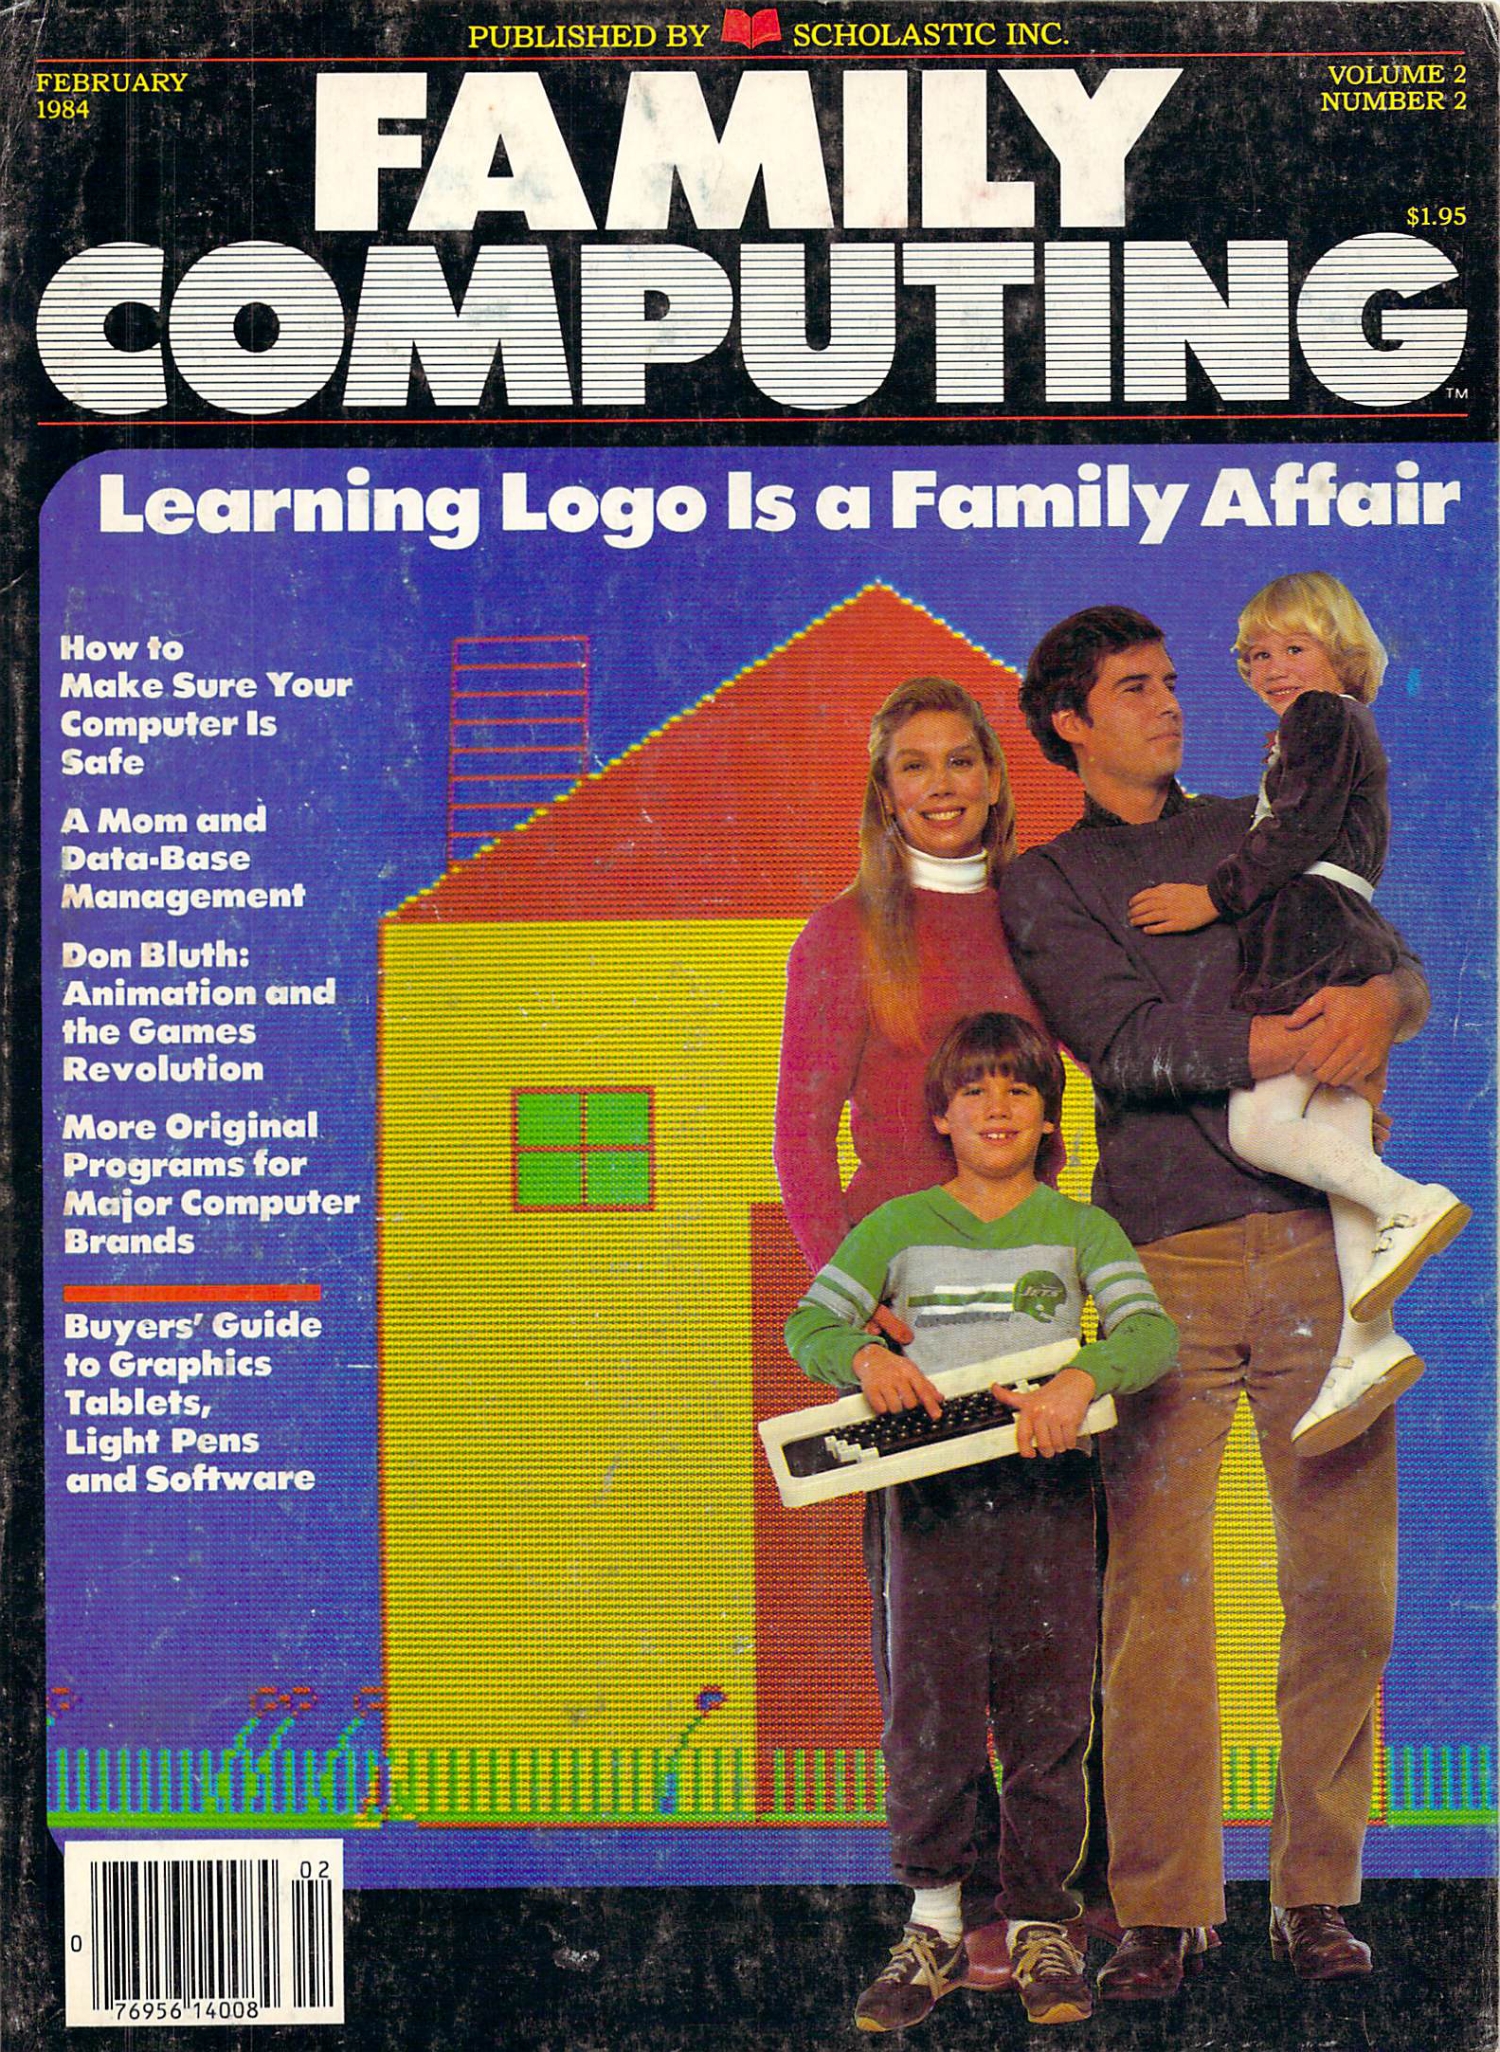 PUBLISHED BY SCHOLASTIC INC.
FEBRUARY
1984
VOLUME 2
NUMBER 2
$1.95
FAMILY
COMPUTING
TM
Learning Logo Is a Family Affair
How to
Make Sure Your
Computer Is
Safe
A Mom and
Data-Base
Management
Don Bluth:
Animation and
the Games
Revolution
More Original
Programs for
Major Computer
Brands
Buyers' Guide
to Graphics
Tablets,
Light Pens
and Software
JETS
02
0
76956 14008